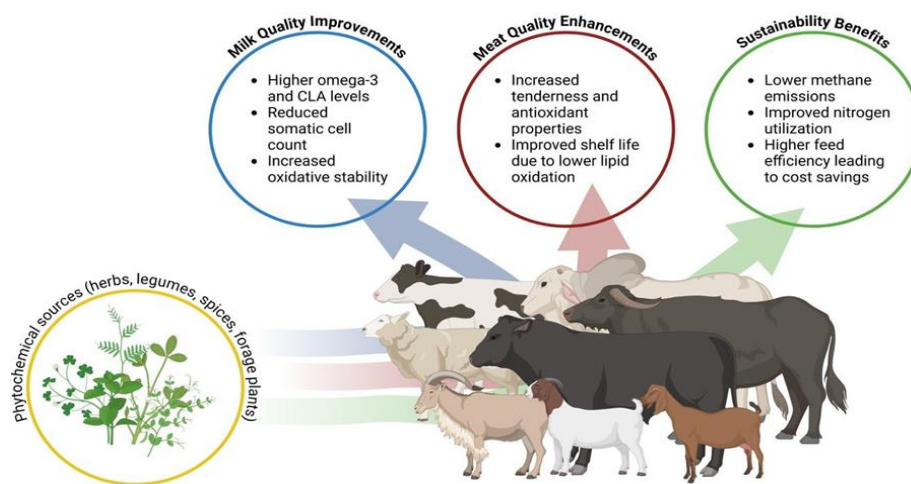 Milk Quality Improvements
• Higher omega-3
and CLA levels
• Reduced
somatic cell
count
• Increased
oxidative stability
Meat Quality Enhancements
• Increased
tenderness and
antioxidant
properties
• Improved shelf life
due to lower lipid
oxidation
Sustainability Benefits
• Lower methane
emissions
• Improved nitrogen
utilization
• Higher feed
efficiency leading
to cost savings
Phytochemical sources (herbs, legumes, spices, forage plants)